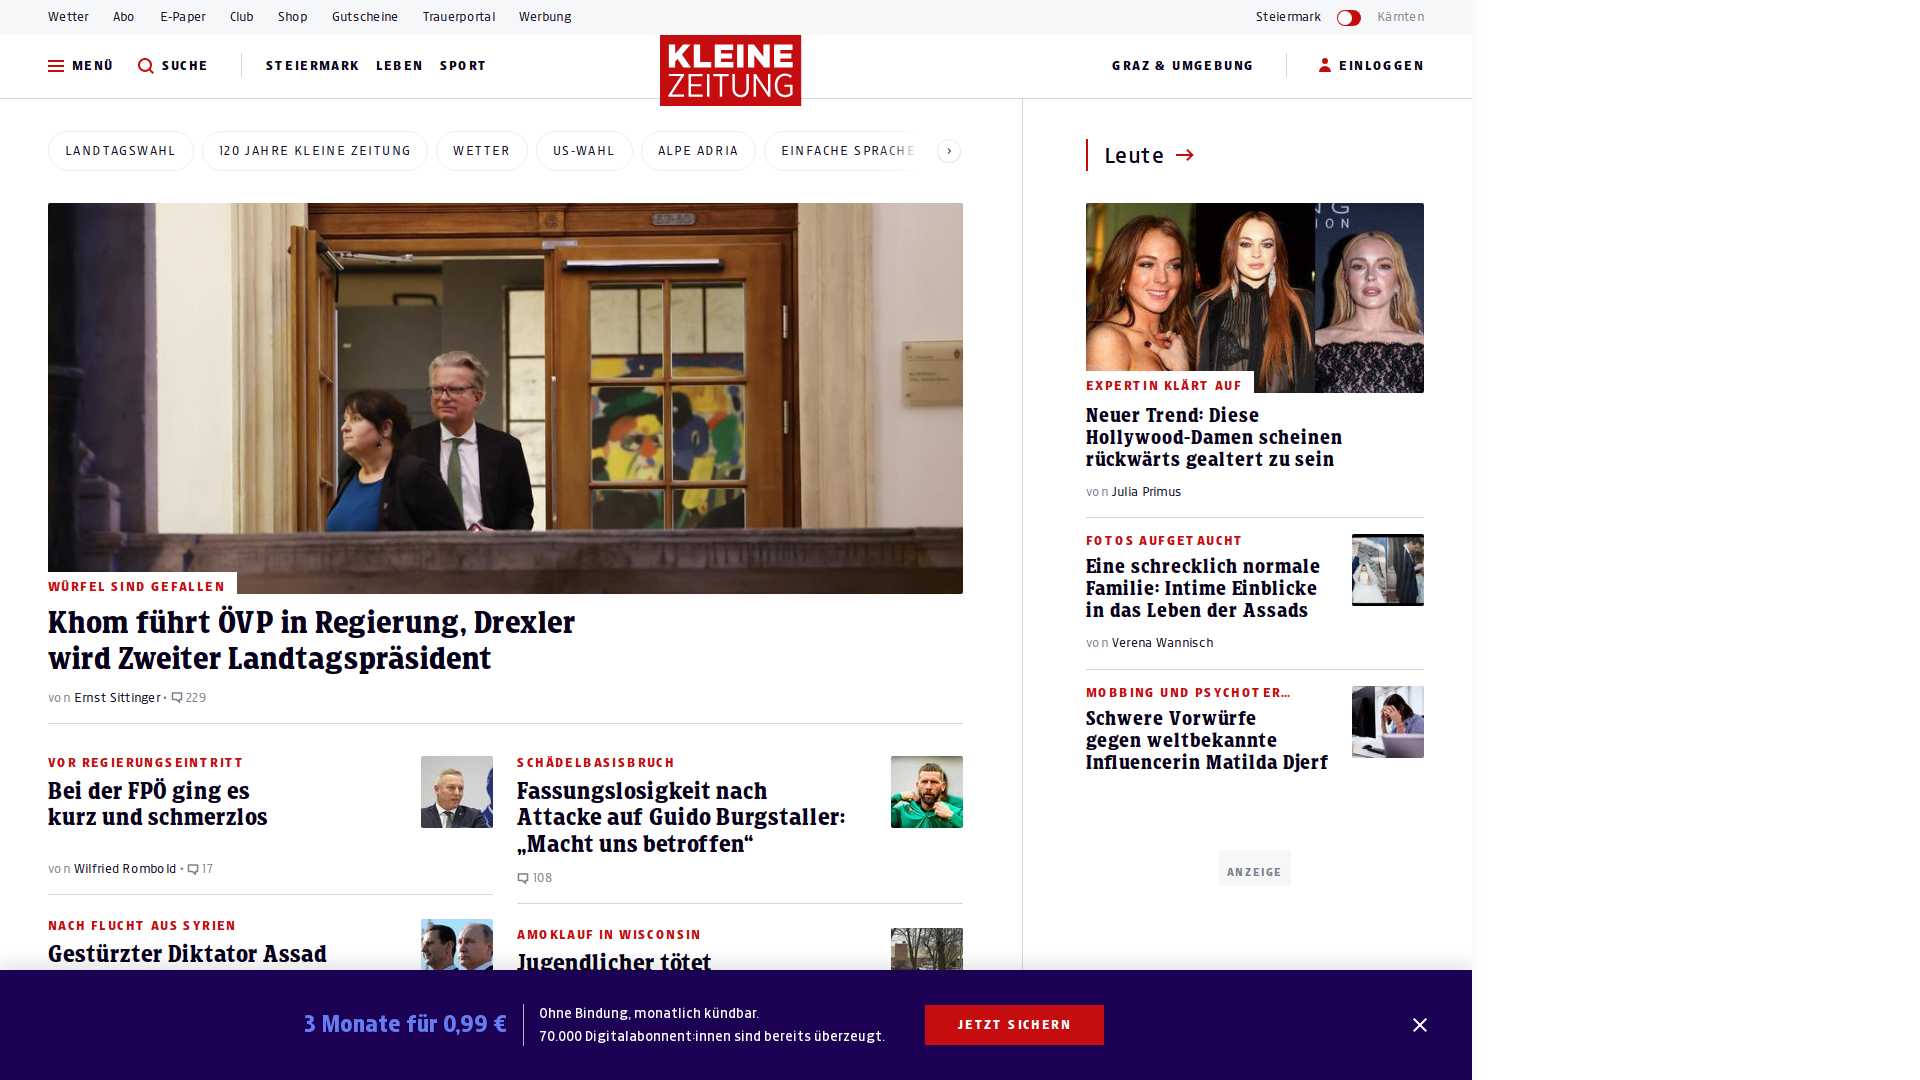 Wetter Abo E-Paper Club Shop Gutscheine Trauerportal Werbung Steiermark Kärnten
MENÜ SUCHE STEIERMARK LEBEN SPORT KLEINE ZEITUNG GRAZ & UMGEBUNG EINLOGGEN
LANDTAGSWAHL 120 JAHRE KLEINE ZEITUNG WETTER US-WAHL ALPE ADRIA EINFACHE SPRACHE
WÜRFEL SIND GEFALLEN
Khom führt ÖVP in Regierung, Drexler
wird Zweiter Landtagspräsident
von Ernst Sittinger • 229
VOR REGIERUNGSEINTRITT
Bei der FPÖ ging es
kurz und schmerzlos
von Wilfried Rombold • 17
NACH FLUCHT AUS SYRIEN
Gestürzter Diktator Assad
SCHÄDELBASISBRUCH
Fassungslosigkeit nach
Attacke auf Guido Burgstaller:
„Macht uns betroffen“
108
AMOKLAUF IN WISCONSIN
Jugendlicher tötet
Leute
EXPERTIN KLÄRT AUF
Neuer Trend: Diese
Hollywood-Damen scheinen
rückwärts gealtert zu sein
von Julia Primus
FOTOS AUFGETAUCHT
Eine schrecklich normale
Familie: Intime Einblicke
in das Leben der Assads
von Verena Wannisch
MOBBING UND PSYCHOTER…
Schwere Vorwürfe
gegen weltbekannte
Influencerin Matilda Djerf
ANZEIGE
3 Monate für 0,99 €
Ohne Bindung, monatlich kündbar.
70.000 Digitalabonnent:innen sind bereits überzeugt.
JETZT SICHERN